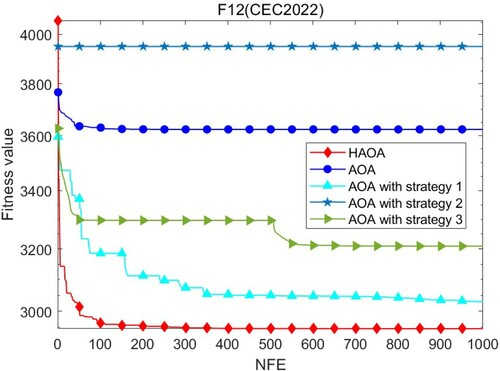 F12(CEC2022)
4000
3800
3600
3400
3200
3000
Fitness value
HAOA
AOA
AOA with strategy 1
AOA with strategy 2
AOA with strategy 3
0 100 200 300 400 500 600 700 800 900 1000
NFE